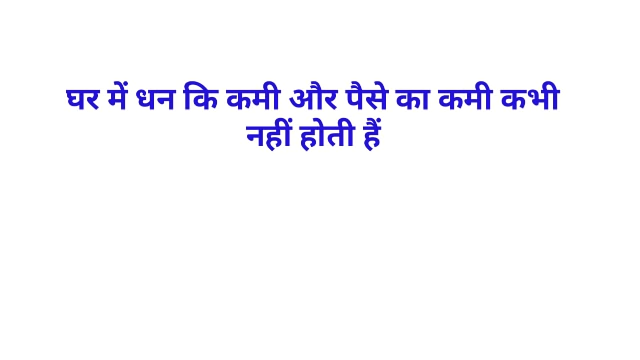 घर में धन कि कमी और पैसे का कमी कभी
नहीं होती हैं